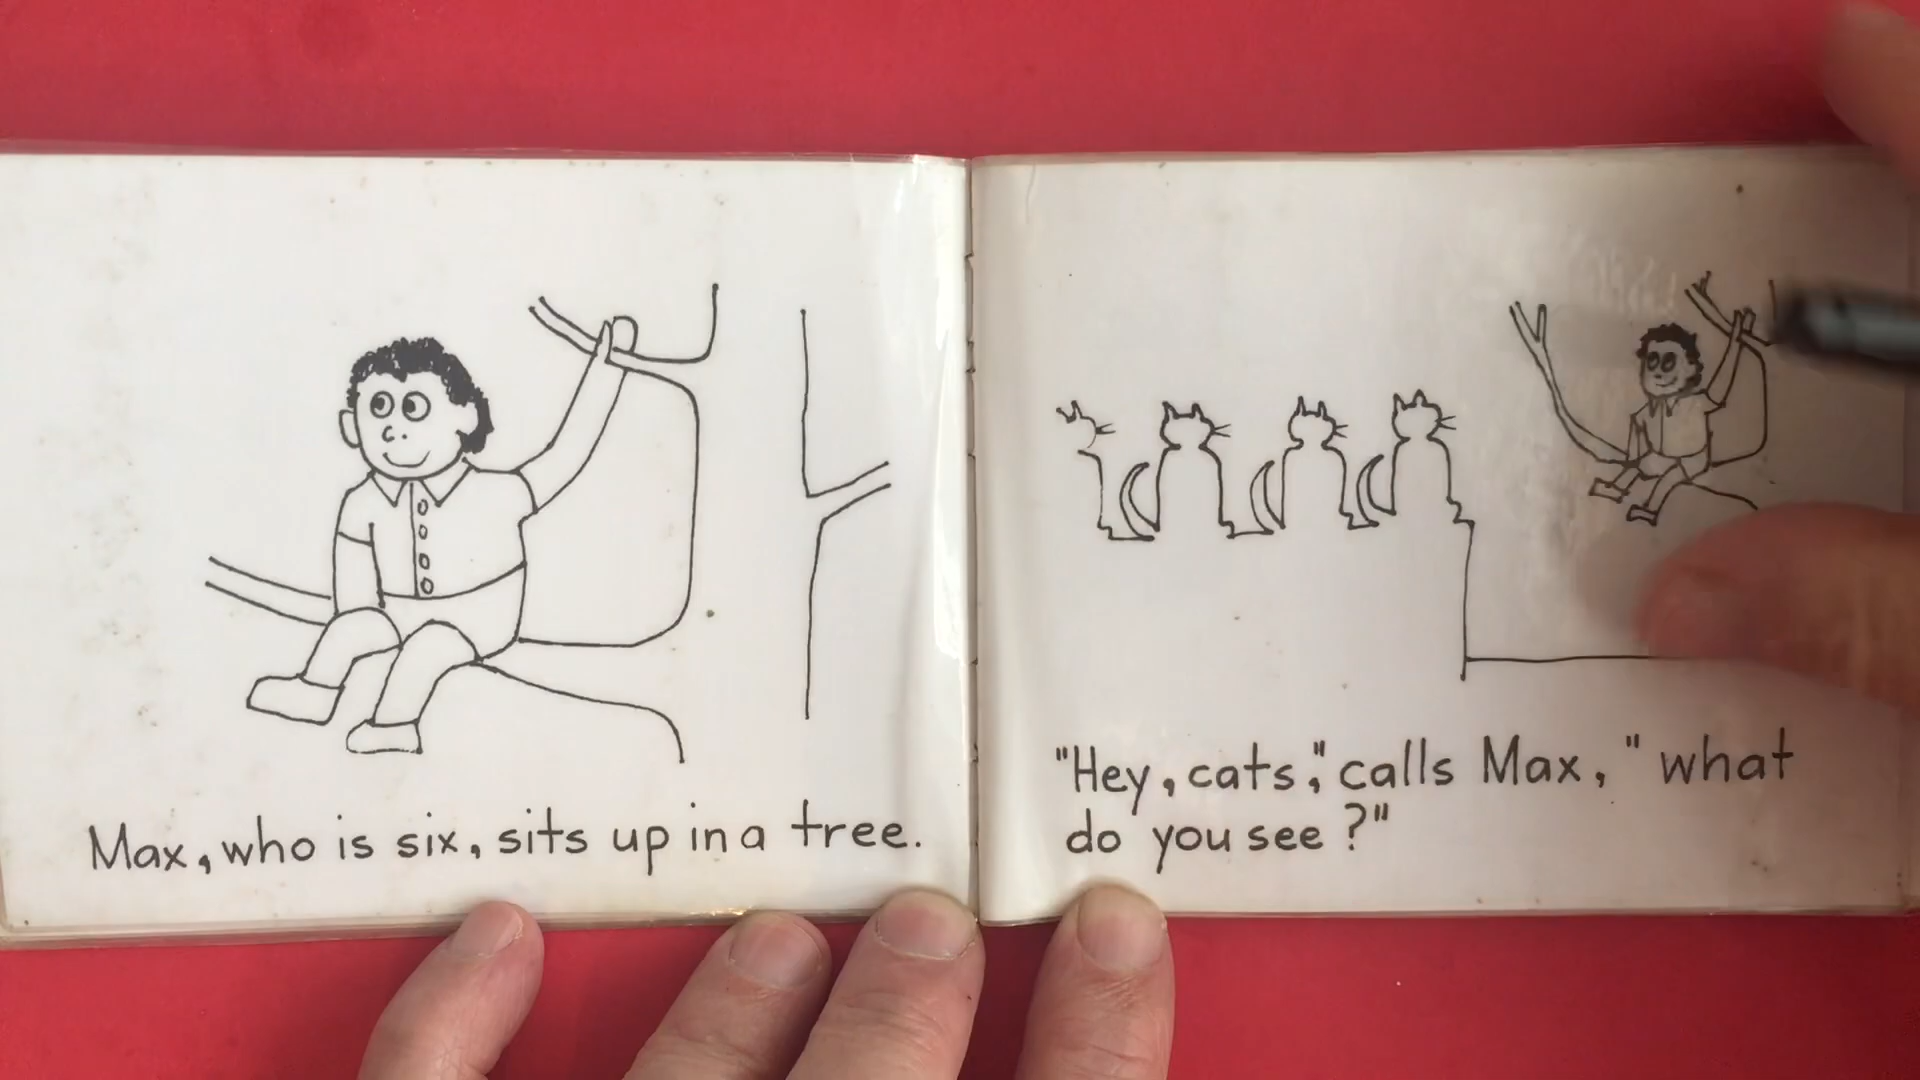 Max, who is six, sits up in a tree.
"Hey, cats," calls Max, "what
do you see?"